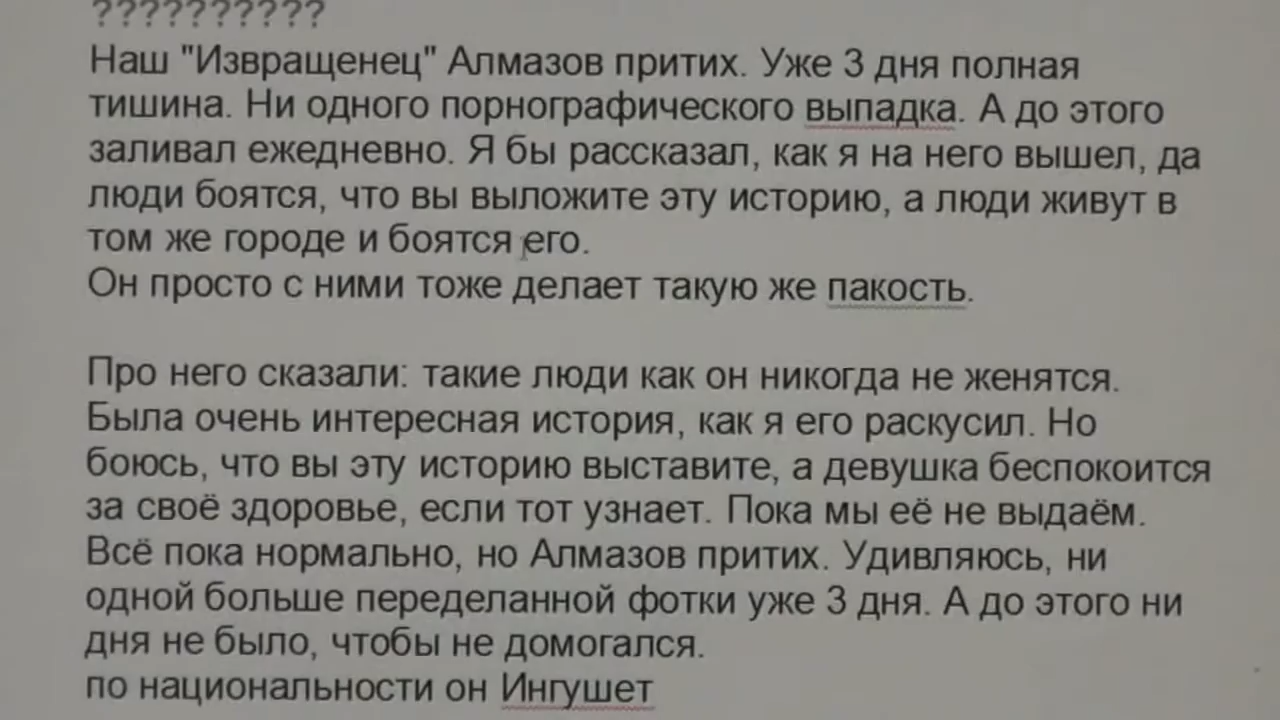 ??????????
Наш "Извращенец" Алмазов притих. Уже 3 дня полная
тишина. Ни одного порнографического выпадка. А до этого
заливал ежедневно. Я бы рассказал, как я на него вышел, да
люди боятся, что вы выложите эту историю, а люди живут в
том же городе и боятся его.
Он просто с ними тоже делает такую же пакость.
Про него сказали: такие люди как он никогда не женятся.
Была очень интересная история, как я его раскусил. Но
боюсь, что вы эту историю выставите, а девушка беспокоится
за своё здоровье, если тот узнает. Пока мы её не выдаём.
Всё пока нормально, но Алмазов притих. Удивляюсь, ни
одной больше переделанной фотки уже 3 дня. А до этого ни
дня не было, чтобы не домогался.
по национальности он Ингушет